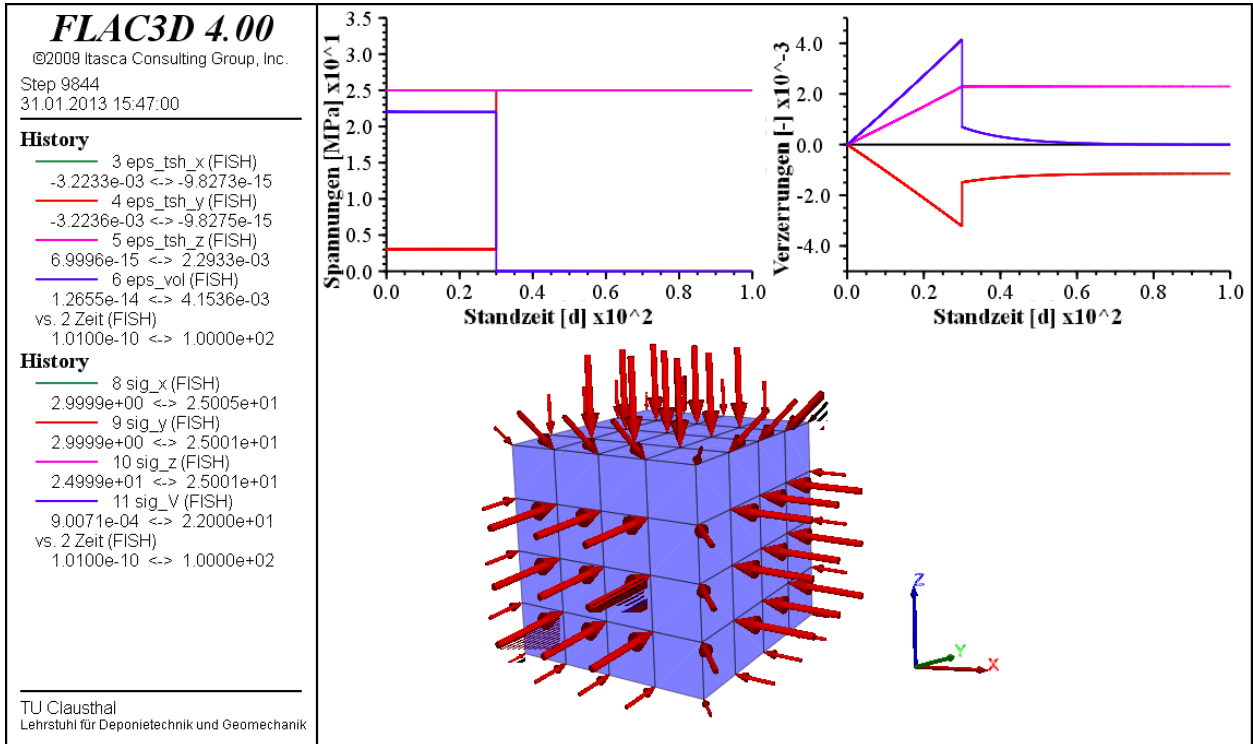 FLAC3D 4.00
©2009 Itasca Consulting Group, Inc.
Step 9844
31.01.2013 15:47:00
History
3 eps_tsh_x (FISH)
-3.2233e-03 <-> -9.8273e-15
4 eps_tsh_y (FISH)
-3.2236e-03 <-> -9.8275e-15
5 eps_tsh_z (FISH)
6.9996e-15 <-> 2.2933e-03
6 eps_vol (FISH)
1.2655e-14 <-> 4.1536e-03
vs. 2 Zeit (FISH)
1.0100e-10 <-> 1.0000e+02
History
8 sig_x (FISH)
2.9999e+00 <-> 2.5005e+01
9 sig_y (FISH)
2.9999e+00 <-> 2.5001e+01
10 sig_z (FISH)
2.4999e+01 <-> 2.5001e+01
11 sig_V (FISH)
9.0071e-04 <-> 2.2000e+01
vs. 2 Zeit (FISH)
1.0100e-10 <-> 1.0000e+02
TU Clausthal
Lehrstuhl für Deponietechnik und Geomechanik
Spannungen [MPa] x10^1
3.5
3.0
2.5
2.0
1.5
1.0
0.5
0.0
0.0 0.2 0.4 0.6 0.8 1.0
Standzeit [d] x10^2
Verzerrungen [-] x10^-3
4.0
2.0
0.0
-2.0
-4.0
0.0 0.2 0.4 0.6 0.8 1.0
Standzeit [d] x10^2
Z
Y
X